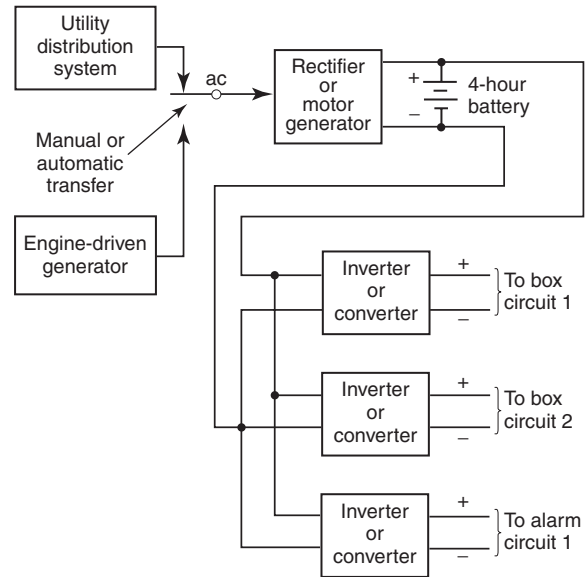 Utility
distribution
system
ac
Manual or
automatic
transfer
Engine-driven
generator
Rectifier
or
motor
generator
+
–
4-hour
battery
Inverter
or
converter
+
–
To box
circuit 1
Inverter
or
converter
+
–
To box
circuit 2
Inverter
or
converter
+
–
To alarm
circuit 1